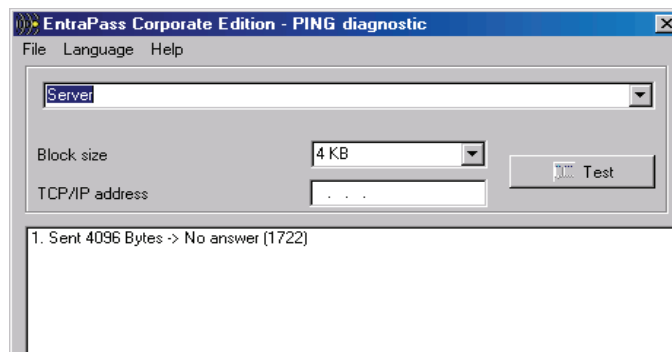 EntraPass Corporate Edition - PING diagnostic
File Language Help
Server
Block size 4 KB
Test
TCP/IP address . . .
1. Sent 4096 Bytes -> No answer (1722)